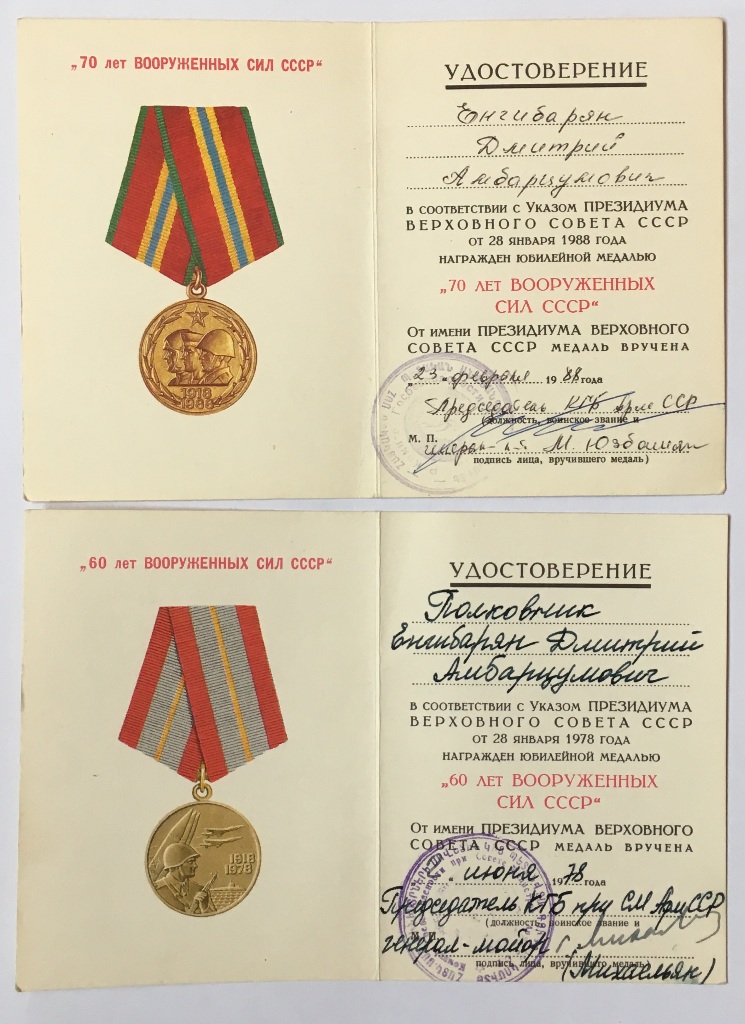 „70 лет ВООРУЖЕННЫХ СИЛ СССР“
1918
1988
УДОСТОВЕРЕНИЕ
Енгибарян
Дмитрий
Амбарцумович
В СООТВЕТСТВИИ С УКАЗОМ ПРЕЗИДИУМА
ВЕРХОВНОГО СОВЕТА СССР
ОТ 28 ЯНВАРЯ 1988 ГОДА
НАГРАЖДЕН ЮБИЛЕЙНОЙ МЕДАЛЬЮ
„70 ЛЕТ ВООРУЖЕННЫХ
СИЛ СССР“
ОТ ИМЕНИ ПРЕЗИДИУМА ВЕРХОВНОГО
СОВЕТА СССР МЕДАЛЬ ВРУЧЕНА
„23“ февраля 1988 года
Председатель КГБ Арм ССР
(должность, воинское звание и
М. П.
М. Юзбашян
подпись лица, вручившего медаль)
„60 лет ВООРУЖЕННЫХ СИЛ СССР“
1918
1978
УДОСТОВЕРЕНИЕ
Полковник
Енгибарян Дмитрий
Амбарцумович
В СООТВЕТСТВИИ С УКАЗОМ ПРЕЗИДИУМА
ВЕРХОВНОГО СОВЕТА СССР
ОТ 28 ЯНВАРЯ 1978 ГОДА
НАГРАЖДЕН ЮБИЛЕЙНОЙ МЕДАЛЬЮ
„60 ЛЕТ ВООРУЖЕННЫХ
СИЛ СССР“
ОТ ИМЕНИ ПРЕЗИДИУМА ВЕРХОВНОГО
СОВЕТА СССР МЕДАЛЬ ВРУЧЕНА
июня 1978 года
Председатель КГБ при СМ Арм ССР
(должность, воинское звание и
М. П.
генерал-майор
подпись лица, вручившего медаль)
(Михаельян)